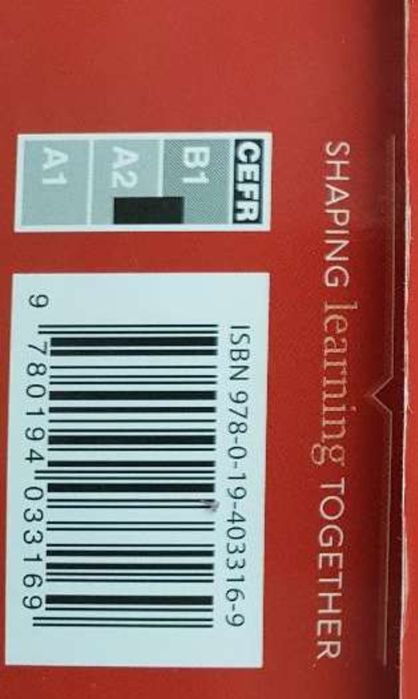 SHAPING learning TOGETHER
CEFR
B1
A2
A1
ISBN 978-0-19-403316-9
9 780194 033169